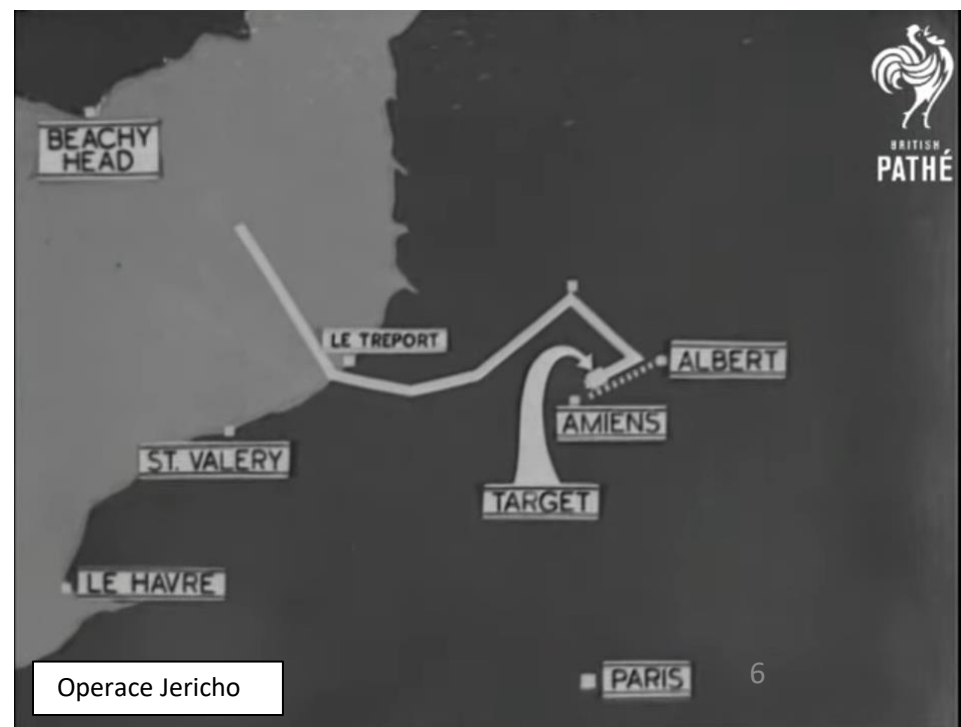 BEACHY
HEAD
BRITISH
PATHÉ
LE TREPORT
ALBERT
AMIENS
ST. VALERY
TARGET
LE HAVRE
PARIS
6
Operace Jericho